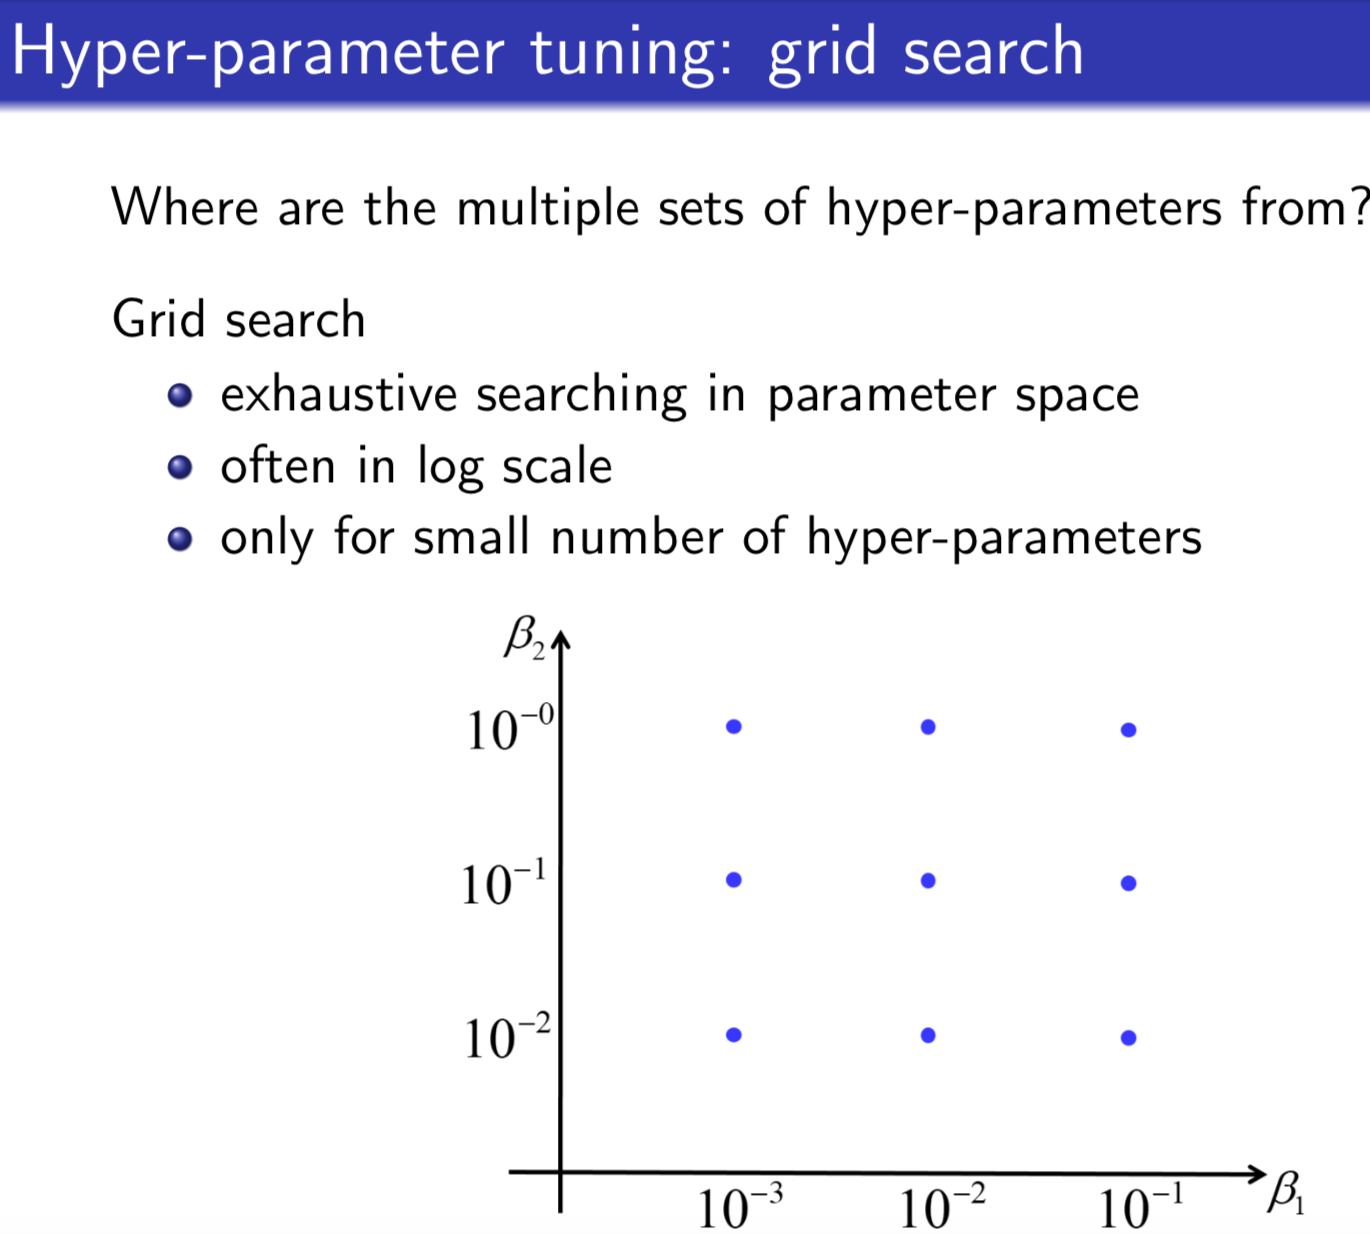 Hyper-parameter tuning: grid search
Where are the multiple sets of hyper-parameters from?
Grid search
exhaustive searching in parameter space
often in log scale
only for small number of hyper-parameters
β₂
10⁻⁰
10⁻¹
10⁻²
10⁻³ 10⁻² 10⁻¹ β₁